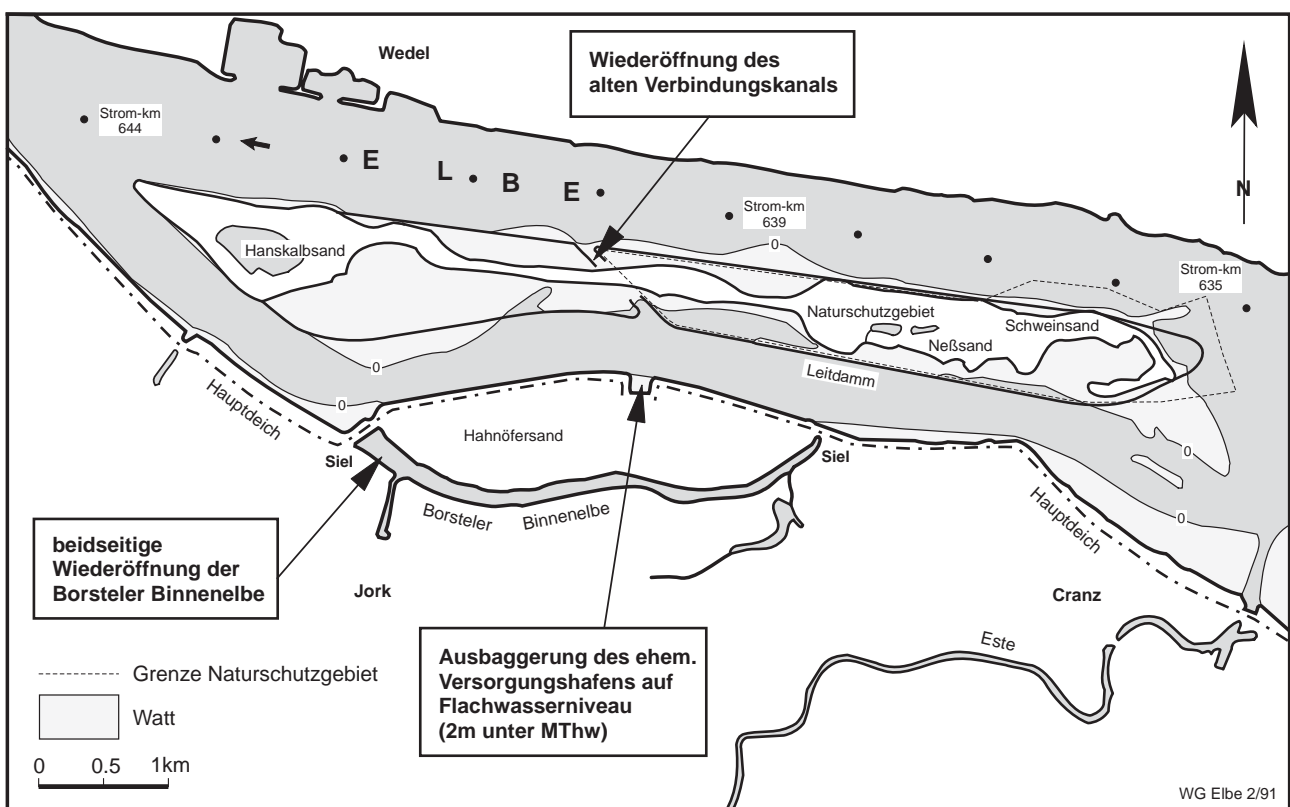 Wedel
Wiederöffnung des
alten Verbindungskanals
N
Strom-km
644
E L B E
Strom-km
639
0
Strom-km
635
Hanskalbsand
Naturschutzgebiet
Schweinsand
Neßsand
Leitdamm
0
0
0
0
Hauptdeich
Siel
Hahnöfersand
Siel
Borsteler Binnenelbe
Hauptdeich
beidseitige
Wiederöffnung der
Borsteler Binnenelbe
Jork
Cranz
Este
Ausbaggerung des ehem.
Versorgungshafens auf
Flachwasserniveau
(2m unter MThw)
Grenze Naturschutzgebiet
Watt
0 0.5 1km
WG Elbe 2/91